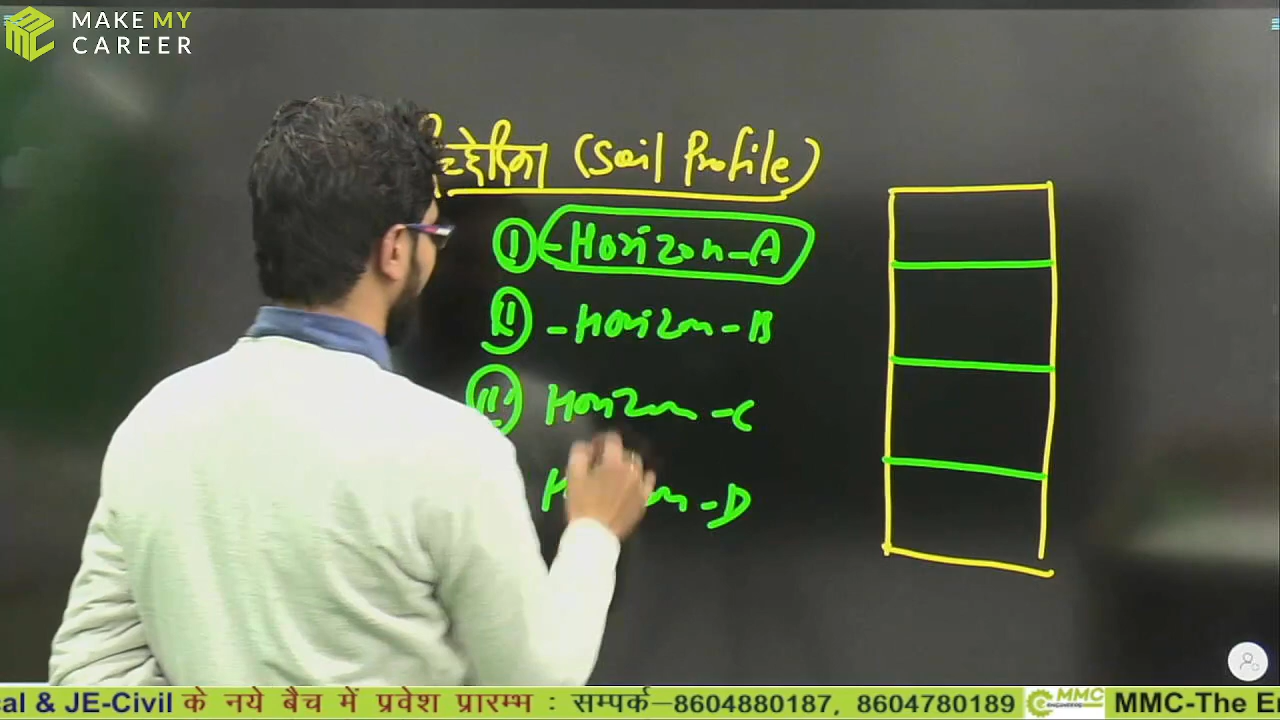 MAKE MY
CAREER
(Soil Profile)
I - Horizon - A
II - Horizon - B
III Horizon - C
- D
al & JE-Civil के नये बैच में प्रवेश प्रारम्भ : सम्पर्क–8604880187, 8604780189 MMC MMC-The E